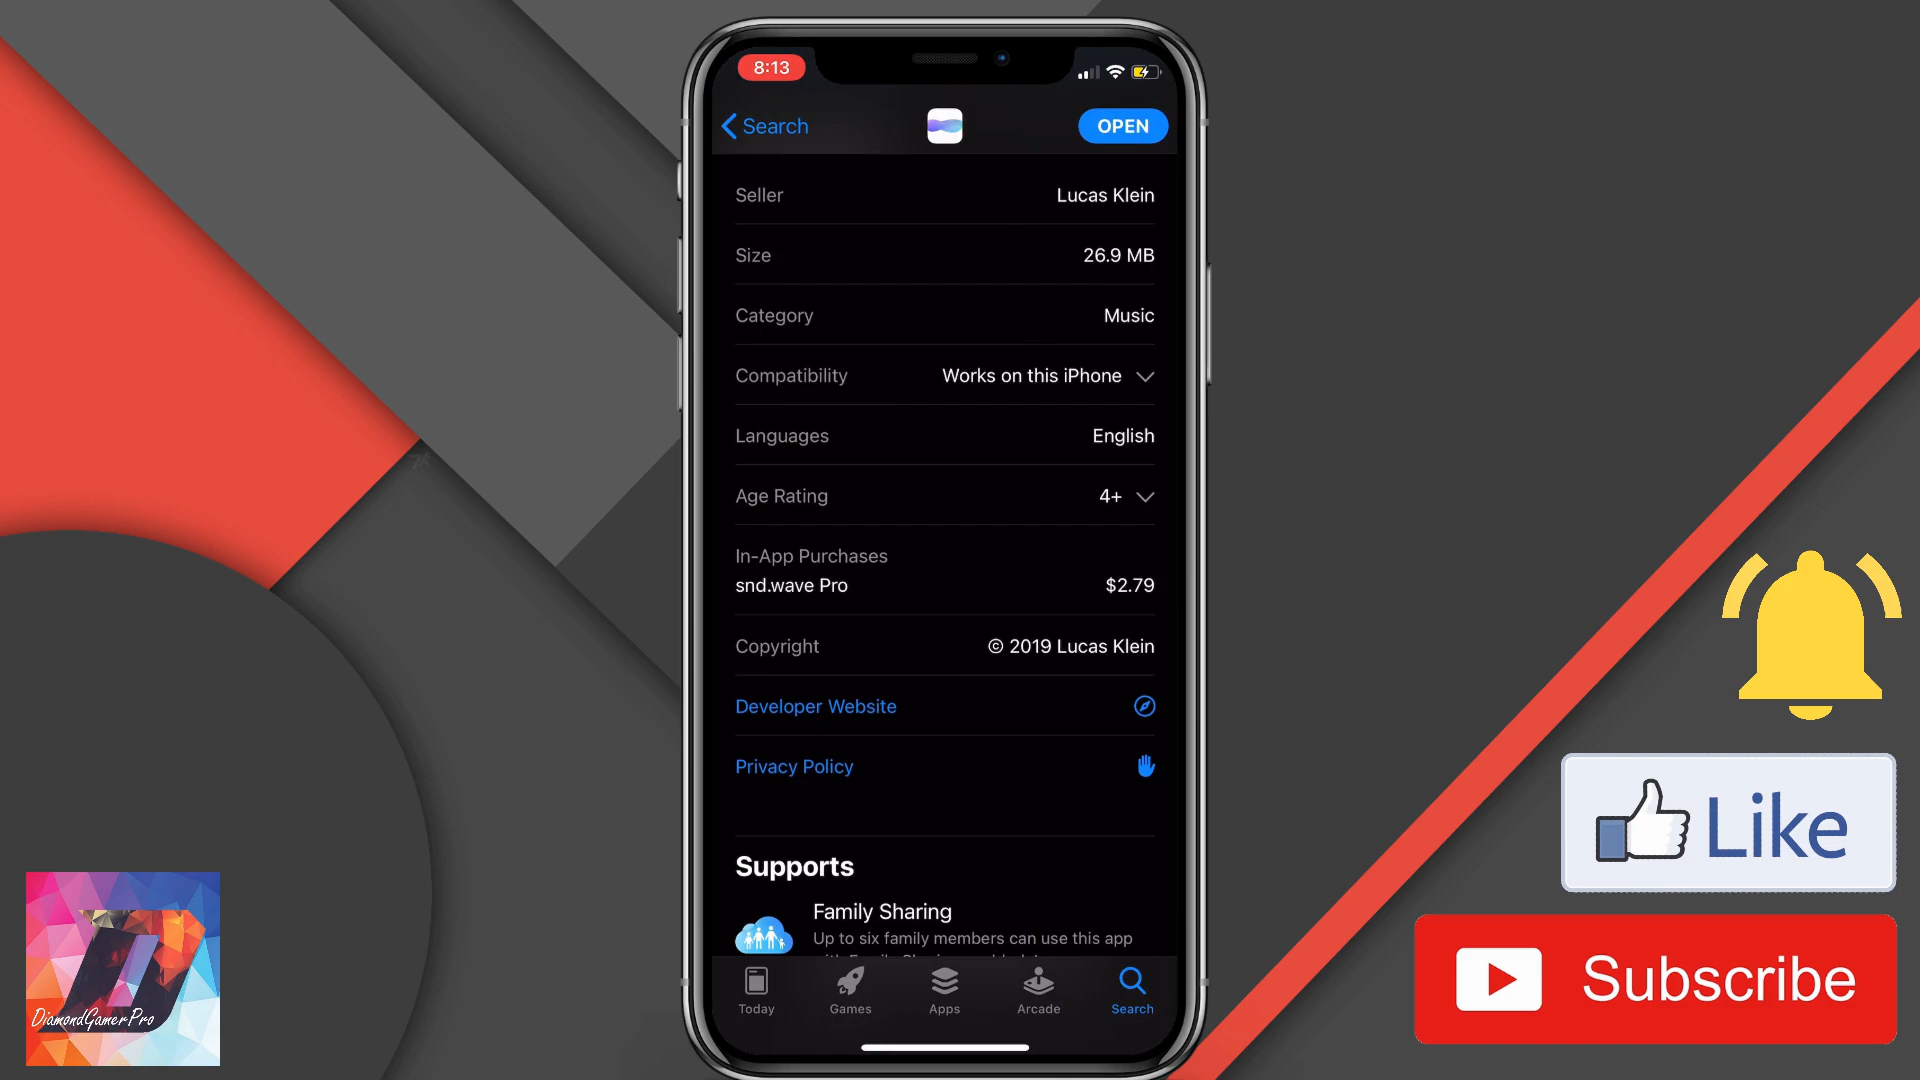 8:13
Search
OPEN
Seller Lucas Klein
Size 26.9 MB
Category Music
Compatibility Works on this iPhone
Languages English
Age Rating 4+
In-App Purchases
snd.wave Pro $2.79
Copyright © 2019 Lucas Klein
Developer Website
Privacy Policy
Supports
Family Sharing
Up to six family members can use this app
Today Games Apps Arcade Search
Like
Subscribe
DiamondGamerPro